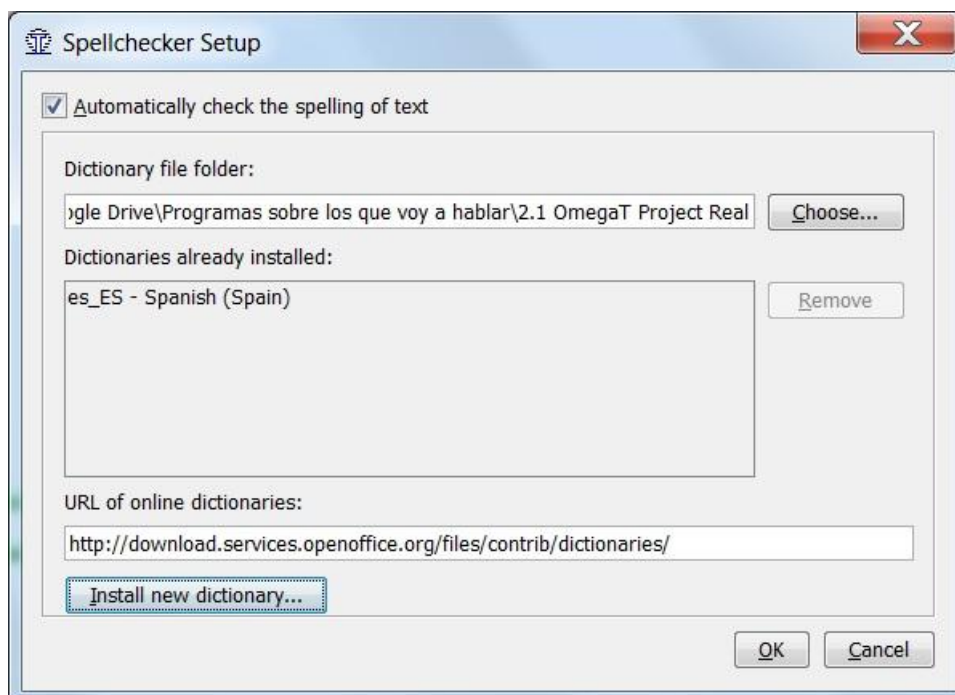 Spellchecker Setup
Automatically check the spelling of text
Dictionary file folder:
ogle Drive\Programas sobre los que voy a hablar\2.1 OmegaT Project Real
Choose...
Dictionaries already installed:
es_ES - Spanish (Spain)
Remove
URL of online dictionaries:
http://download.services.openoffice.org/files/contrib/dictionaries/
Install new dictionary...
OK
Cancel